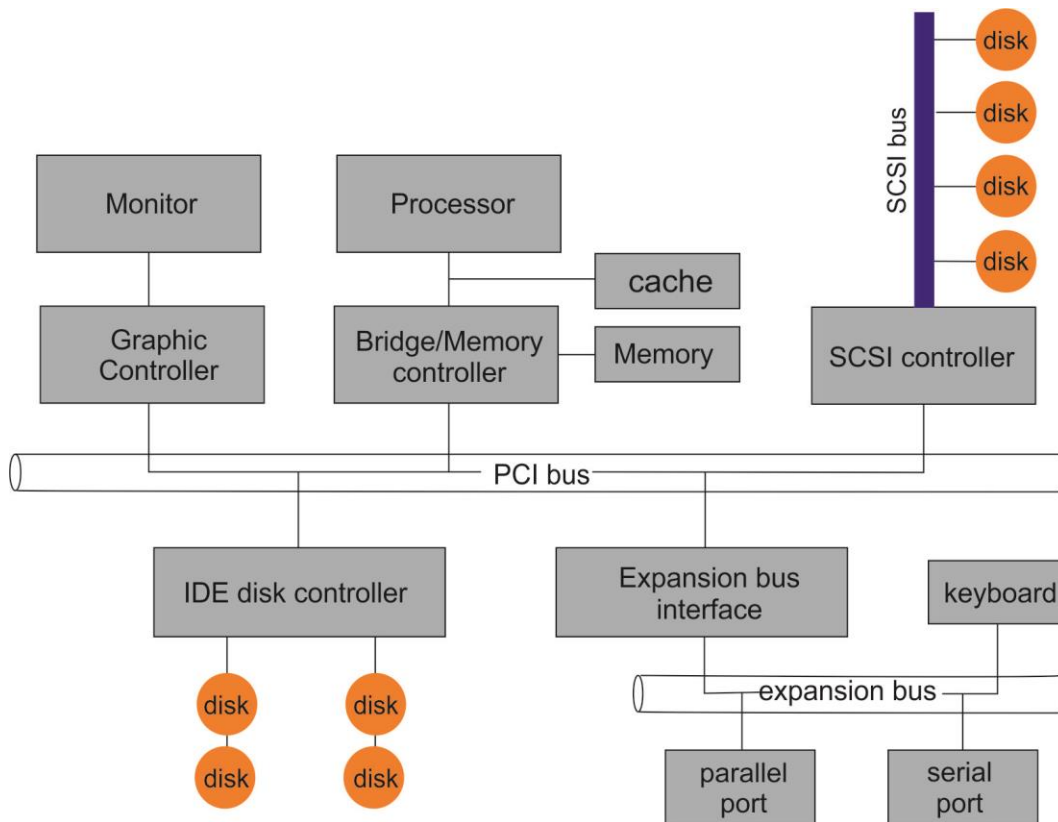 disk
disk
disk
disk
SCSI bus
Monitor
Processor
cache
Graphic
Controller
Bridge/Memory
controller
Memory
SCSI controller
PCI bus
IDE disk controller
Expansion bus
interface
keyboard
disk
disk
expansion bus
disk
disk
parallel
port
serial
port